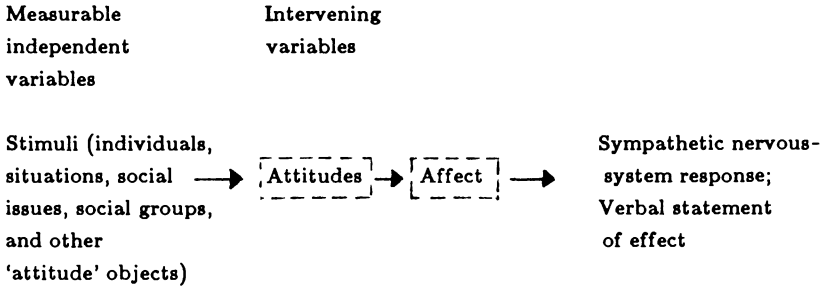 Measurable
independent
variables
Intervening
variables
Stimuli (individuals,
situations, social
issues, social groups,
and other
'attitude' objects)
Attitudes
Affect
Sympathetic nervous-
system response;
Verbal statement
of effect